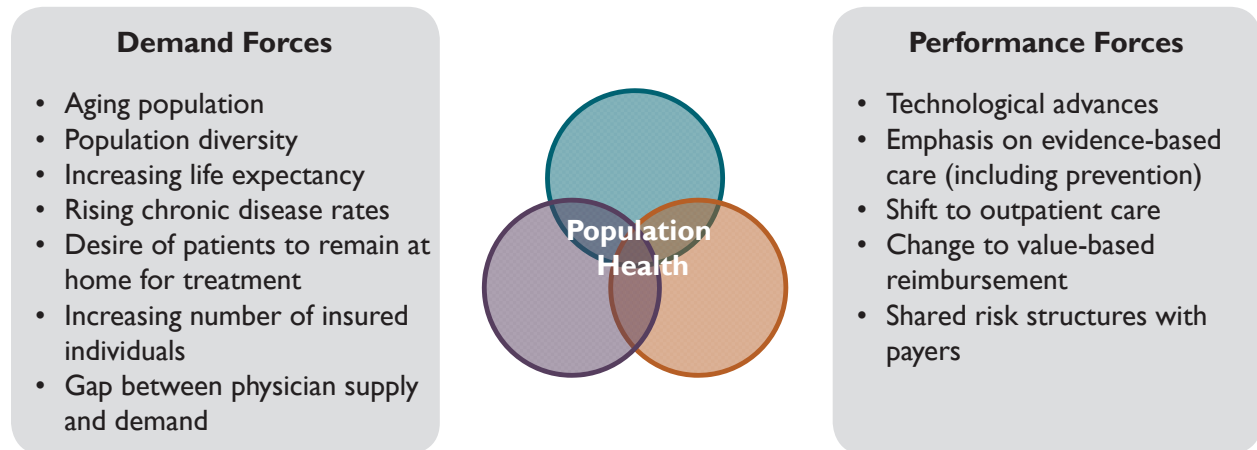 Demand Forces
• Aging population
• Population diversity
• Increasing life expectancy
• Rising chronic disease rates
• Desire of patients to remain at
home for treatment
• Increasing number of insured
individuals
• Gap between physician supply
and demand
Population
Health
Performance Forces
• Technological advances
• Emphasis on evidence-based
care (including prevention)
• Shift to outpatient care
• Change to value-based
reimbursement
• Shared risk structures with
payers